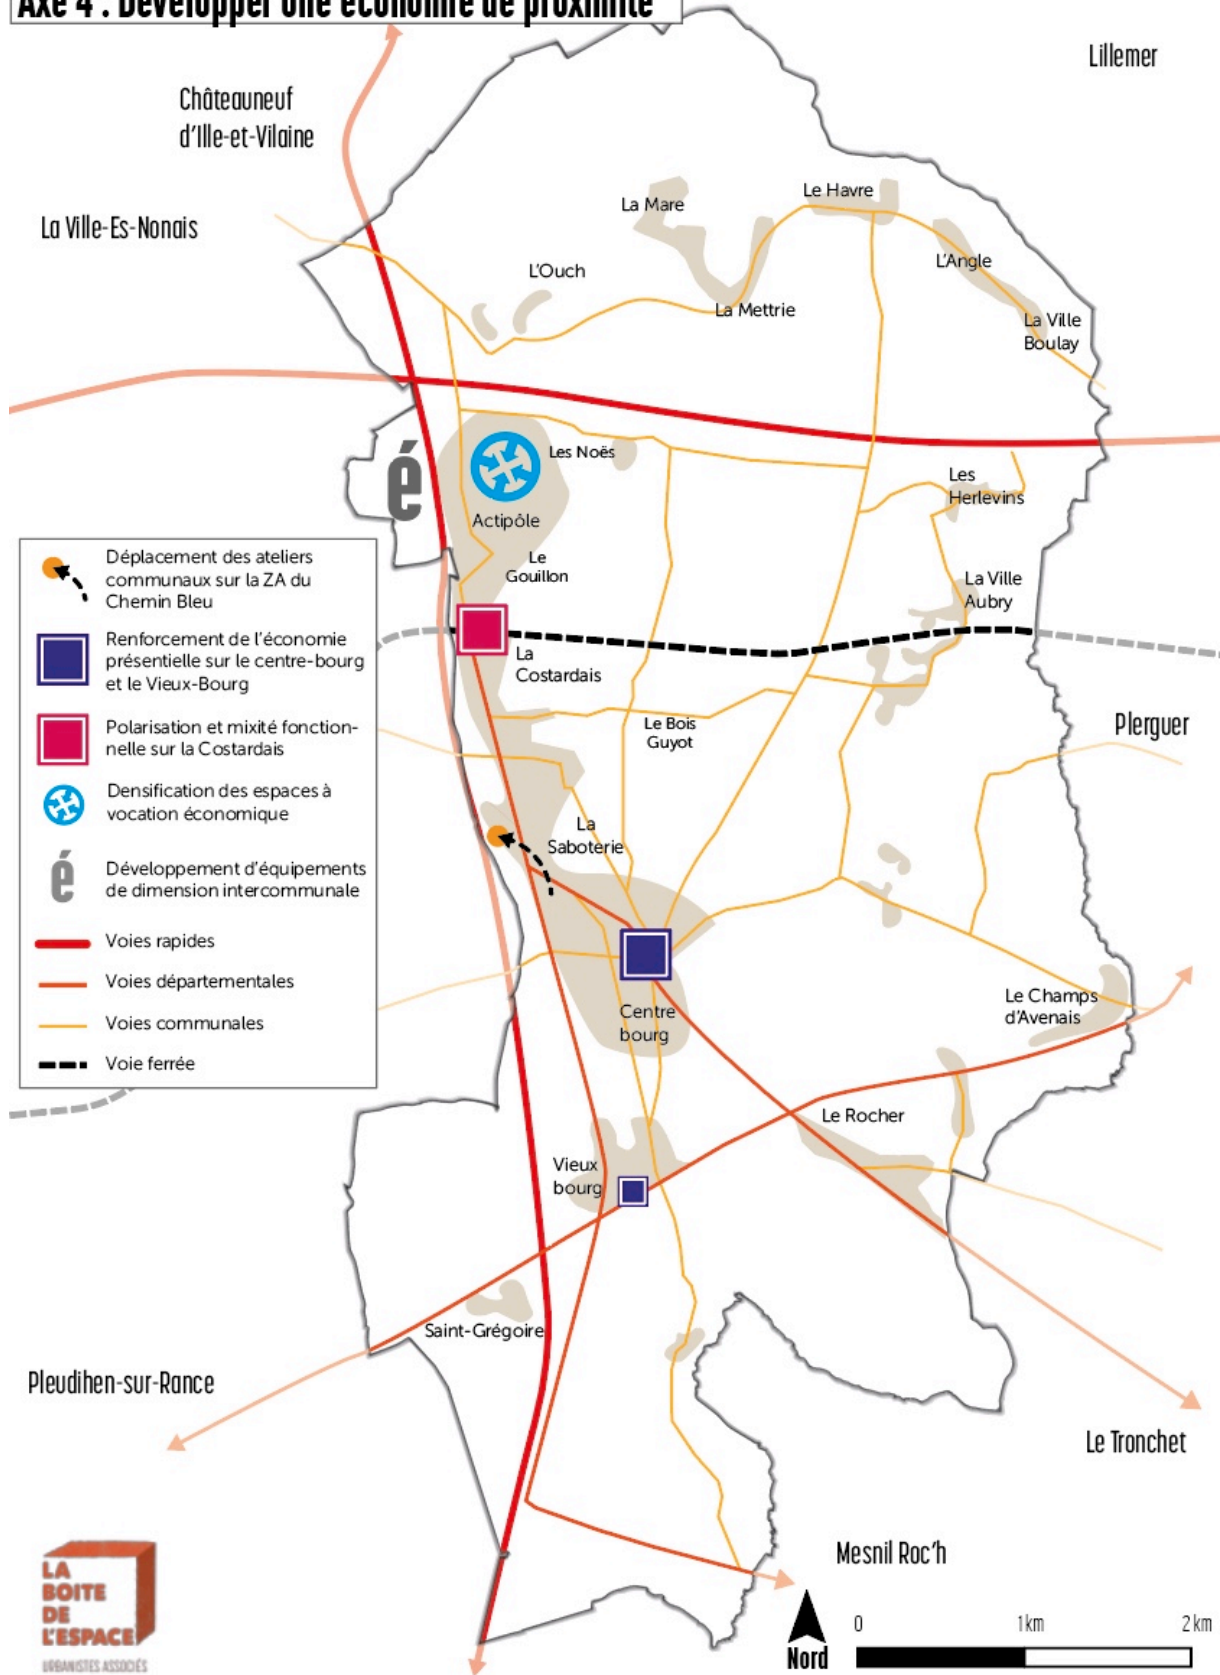 Axe 4 : Développer une économie de proximité
Lillemer
Châteauneuf
d'Ille-et-Vilaine
La Ville-Es-Nonais
La Mare
Le Havre
L'Ouch
L'Angle
La Mettrie
La Ville
Boulay
Les Noës
é
Les
Herlevins
Actipôle
Le
Gouillon
La Ville
Aubry
La
Costardais
Le Bois
Guyot
Plerguer
La
Saboterie
Centre
bourg
Le Champs
d'Avenais
Le Rocher
Vieux
bourg
Saint-Grégoire
Pleudihen-sur-Rance
Le Tronchet
Mesnil Roc'h
Déplacement des ateliers
communaux sur la ZA du
Chemin Bleu
Renforcement de l'économie
présentielle sur le centre-bourg
et le Vieux-Bourg
Polarisation et mixité fonction-
nelle sur la Costardais
Densification des espaces à
vocation économique
é
Développement d'équipements
de dimension intercommunale
Voies rapides
Voies départementales
Voies communales
Voie ferrée
LA
BOITE
DE
L'ESPACE
URBANISTES ASSOCIÉS
Nord
0 1km 2km